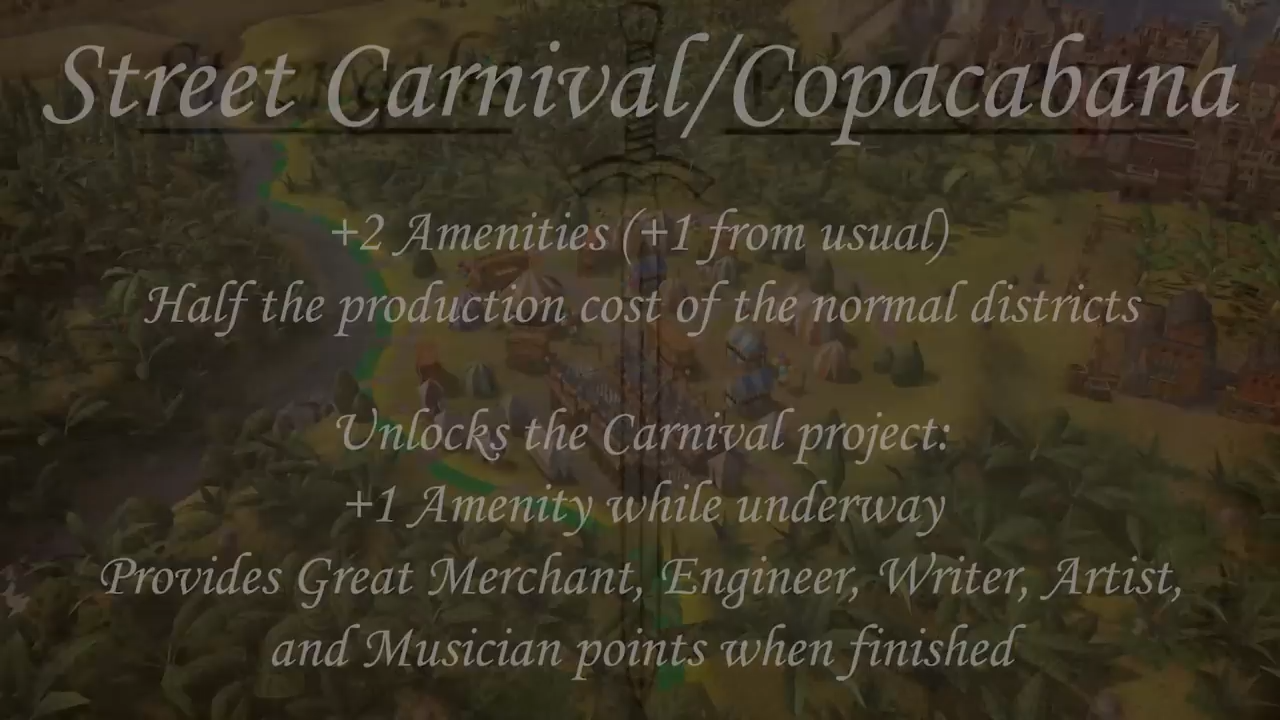 Street Carnival/Copacabana
+2 Amenities (+1 from usual)
Half the production cost of the normal districts
Unlocks the Carnival project:
+1 Amenity while underway
Provides Great Merchant, Engineer, Writer, Artist,
and Musician points when finished